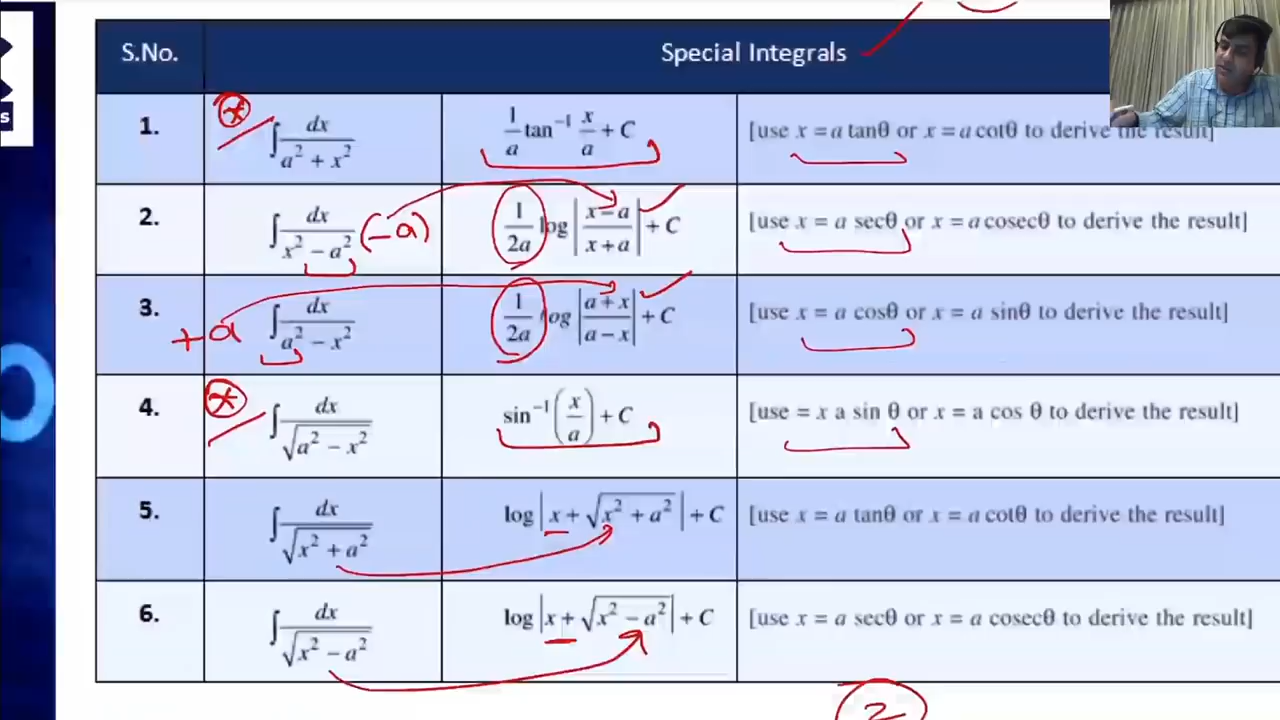 S.No. Special Integrals
1. ∫ dx / (a² + x²) 1/a tan⁻¹ x/a + C [use x = a tanθ or x = a cotθ to derive the result]
2. ∫ dx / (x² − a²) (−a) 1/2a log |(x − a)/(x + a)| + C [use x = a secθ or x = a cosecθ to derive the result]
3. +a ∫ dx / (a² − x²) 1/2a log |(a + x)/(a − x)| + C [use x = a cosθ or x = a sinθ to derive the result]
4. ∫ dx / √(a² − x²) sin⁻¹ (x/a) + C [use = x a sin θ or x = a cos θ to derive the result]
5. ∫ dx / √(x² + a²) log |x + √(x² + a²)| + C [use x = a tanθ or x = a cotθ to derive the result]
6. ∫ dx / √(x² − a²) log |x + √(x² − a²)| + C [use x = a secθ or x = a cosecθ to derive the result]